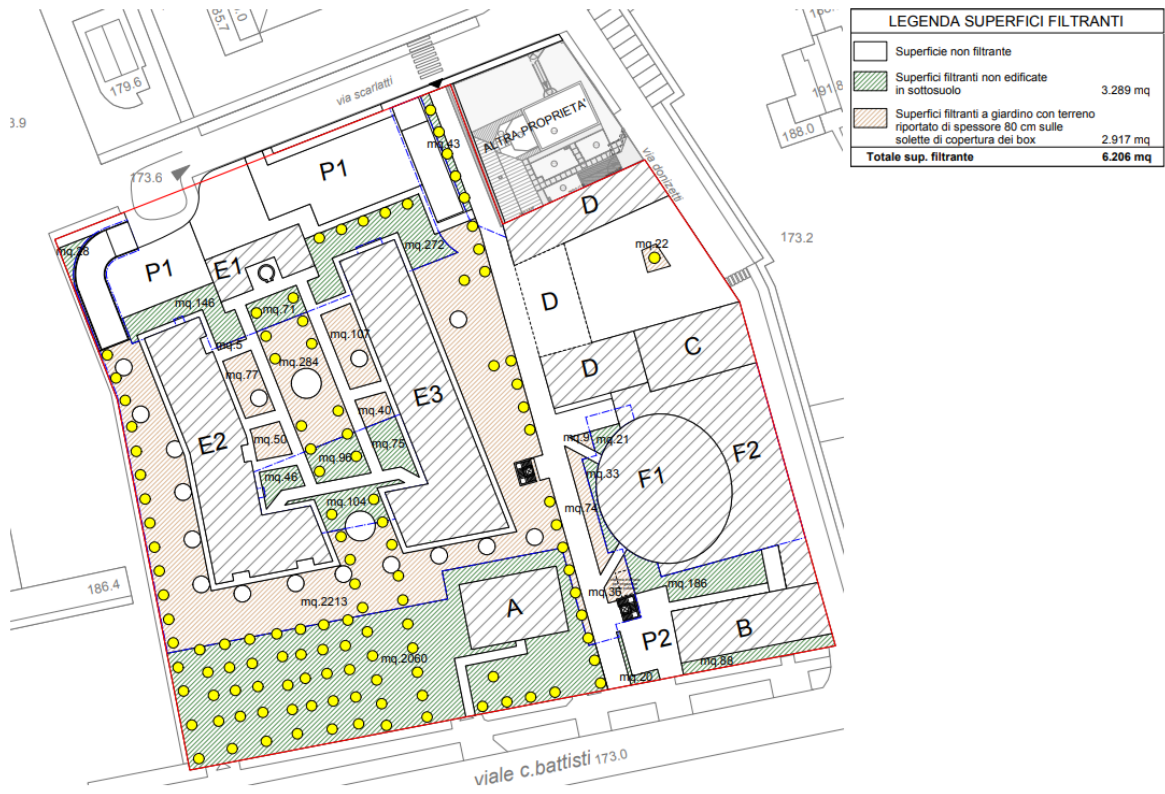 LEGENDA SUPERFICI FILTRANTI
Superficie non filtrante
Superfici filtranti non edificate
in sottosuolo 3.289 mq
Superfici filtranti a giardino con terreno
riportato di spessore 80 cm sulle
solette di copertura dei box 2.917 mq
Totale sup. filtrante 6.206 mq
179.6
3.9
via scarlatti
191.8
188.0
ALTRA PROPRIETA'
mq.43
via donizetti
173.6
P1
D
173.2
mq.28
mq.272
mq.22
P1
E1
mq.146
mq.71
D
mq.5
mq.107
mq.284
C
mq.77
D
E3
mq.40
mq.50
E2
mq.75
mq.9
mq.21
F2
mq.96
mq.46
mq.33
F1
mq.104
mq.74
186.4
mq.186
mq.36
mq.2213
A
B
P2
mq.2060
mq.88
mq.20
viale c.battisti 173.0